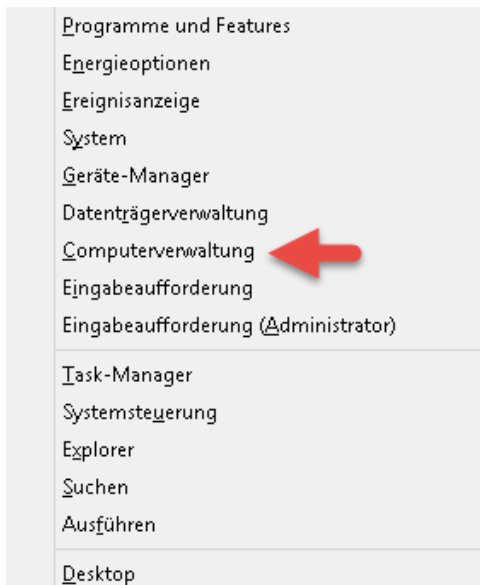 Programme und Features
Energieoptionen
Ereignisanzeige
System
Geräte-Manager
Datenträgerverwaltung
Computerverwaltung
Eingabeaufforderung
Eingabeaufforderung (Administrator)
Task-Manager
Systemsteuerung
Explorer
Suchen
Ausführen
Desktop